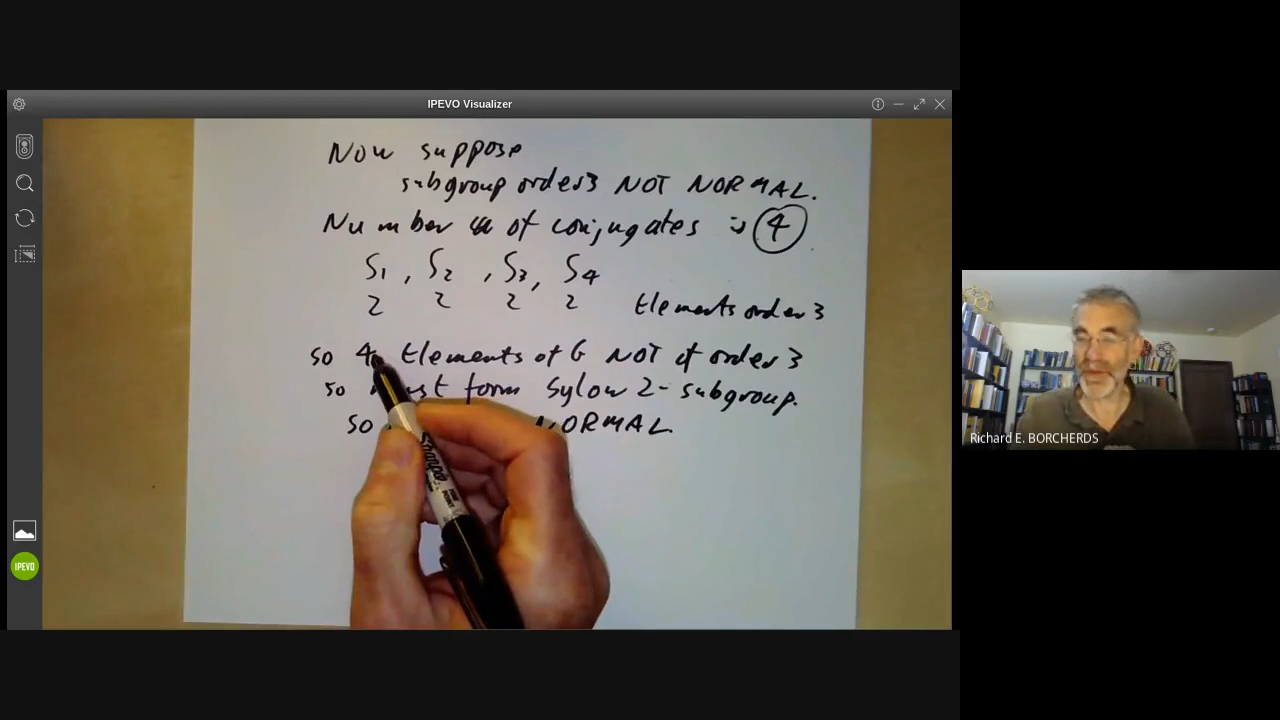 IPEVO Visualizer
Now suppose
subgroup order 3 NOT NORMAL.
Number of conjugates is 4
S1, S2, S3, S4
2 2 2 2 Elements order 3
so 4 Elements of G NOT of order 3
so must form Sylow 2-subgroup.
so NORMAL
IPEVO
Richard E. BORCHERDS